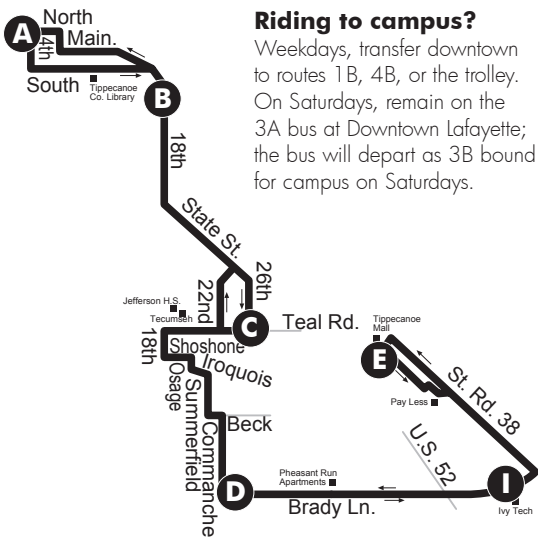 Riding to campus?
Weekdays, transfer downtown
to routes 1B, 4B, or the trolley.
On Saturdays, remain on the
3A bus at Downtown Lafayette;
the bus will depart as 3B bound
for campus on Saturdays.
North
A
Main.
4th
South
Tippecanoe
Co. Library
B
18th
State St.
26th
22nd
Jefferson H.S.
Tecumseh
C
Teal Rd.
18th
Shoshone
Iroquois
Osage
Summerfield
Commanche
Beck
Tippecanoe
Mall
E
St. Rd. 38
Pay Less
U.S. 52
Pheasant Run
Apartments
D
Brady Ln.
I
Ivy Tech